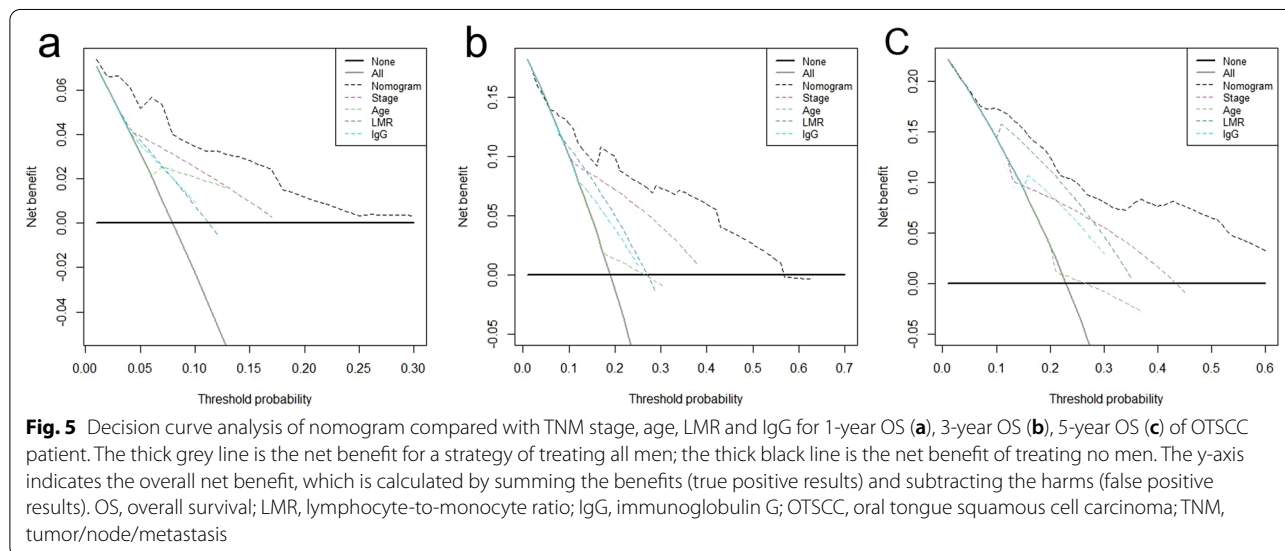 a
None
All
Nomogram
Stage
Age
LMR
IgG
Net benefit
0.06
0.04
0.02
0.00
-0.02
-0.04
0.00 0.05 0.10 0.15 0.20 0.25 0.30
Threshold probability
b
None
All
Nomogram
Stage
Age
LMR
IgG
Net benefit
0.15
0.10
0.05
0.00
-0.05
0.0 0.1 0.2 0.3 0.4 0.5 0.6 0.7
Threshold probability
C
None
All
Nomogram
Stage
Age
LMR
IgG
Net benefit
0.20
0.15
0.10
0.05
0.00
-0.05
0.0 0.1 0.2 0.3 0.4 0.5 0.6
Threshold probability
Fig. 5 Decision curve analysis of nomogram compared with TNM stage, age, LMR and IgG for 1-year OS (a), 3-year OS (b), 5-year OS (c) of OTSCC
patient. The thick grey line is the net benefit for a strategy of treating all men; the thick black line is the net benefit of treating no men. The y-axis
indicates the overall net benefit, which is calculated by summing the benefits (true positive results) and subtracting the harms (false positive
results). OS, overall survival; LMR, lymphocyte-to-monocyte ratio; IgG, immunoglobulin G; OTSCC, oral tongue squamous cell carcinoma; TNM,
tumor/node/metastasis